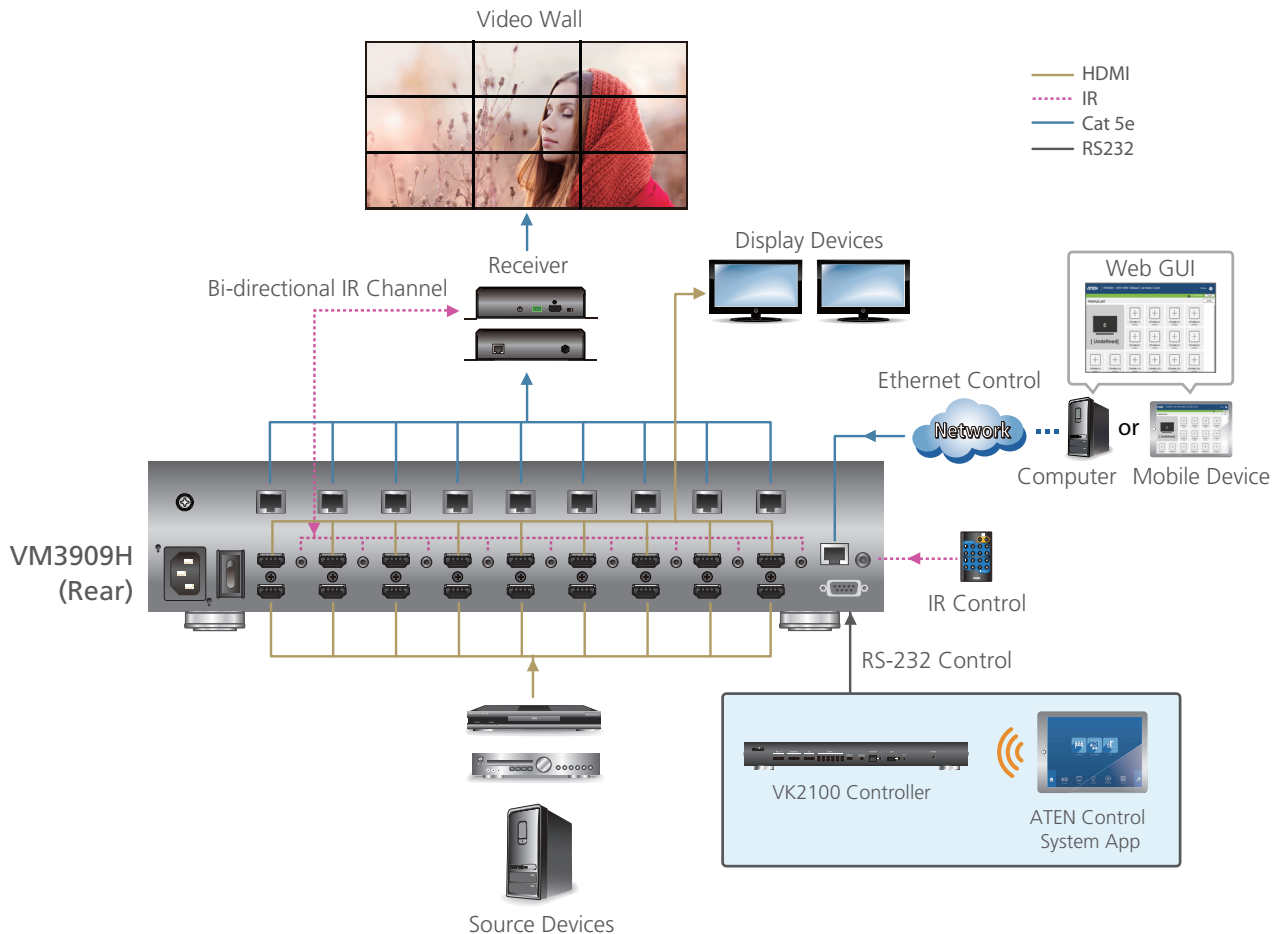 Video Wall
HDMI
IR
Cat 5e
RS232
Display Devices
Receiver
Bi-directional IR Channel
Web GUI
[ Undefined]
Ethernet Control
Network
or
Computer
Mobile Device
VM3909H
(Rear)
IR Control
RS-232 Control
VK2100 Controller
ATEN Control
System App
Source Devices